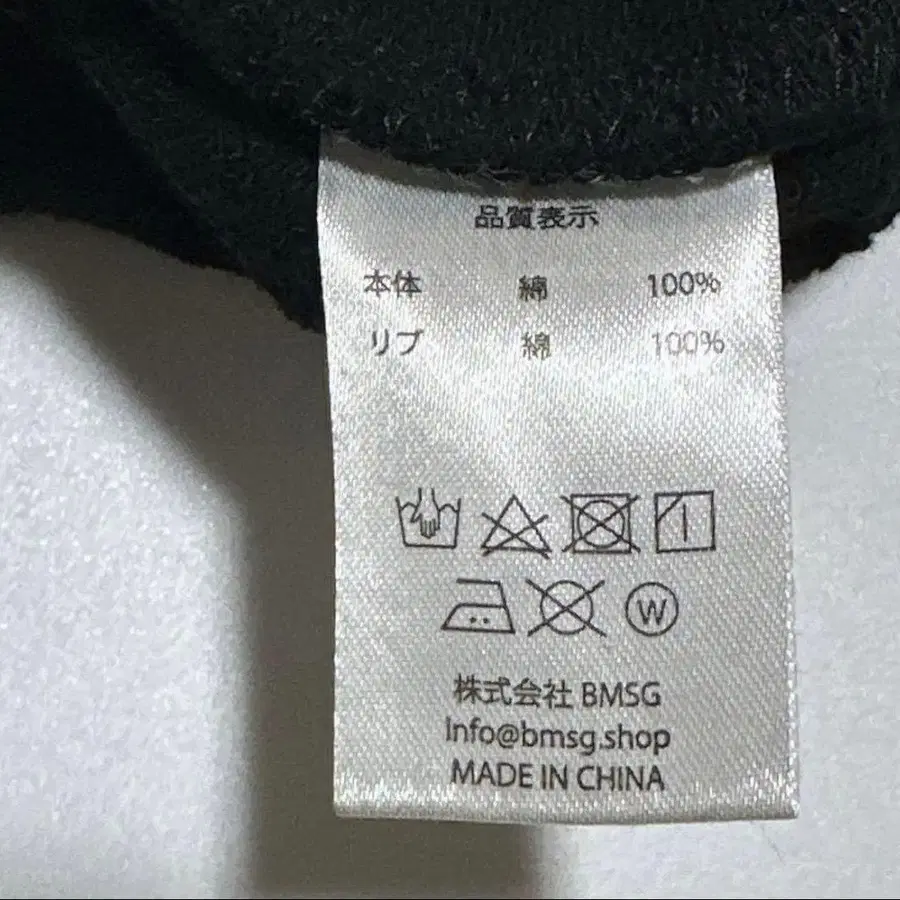 品質表示
本体 綿 100%
リブ 綿 100%
W
株式会社 BMSG
Info@bmsg.shop
MADE IN CHINA